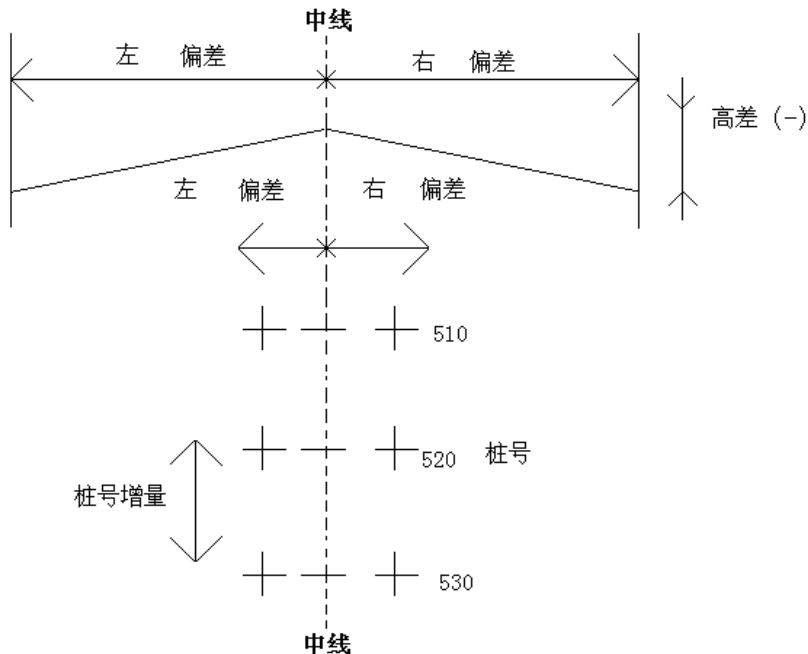 中线
左 偏差
右 偏差
高差 (-)
左 偏差
右 偏差
510
520 桩号
桩号增量
530
中线